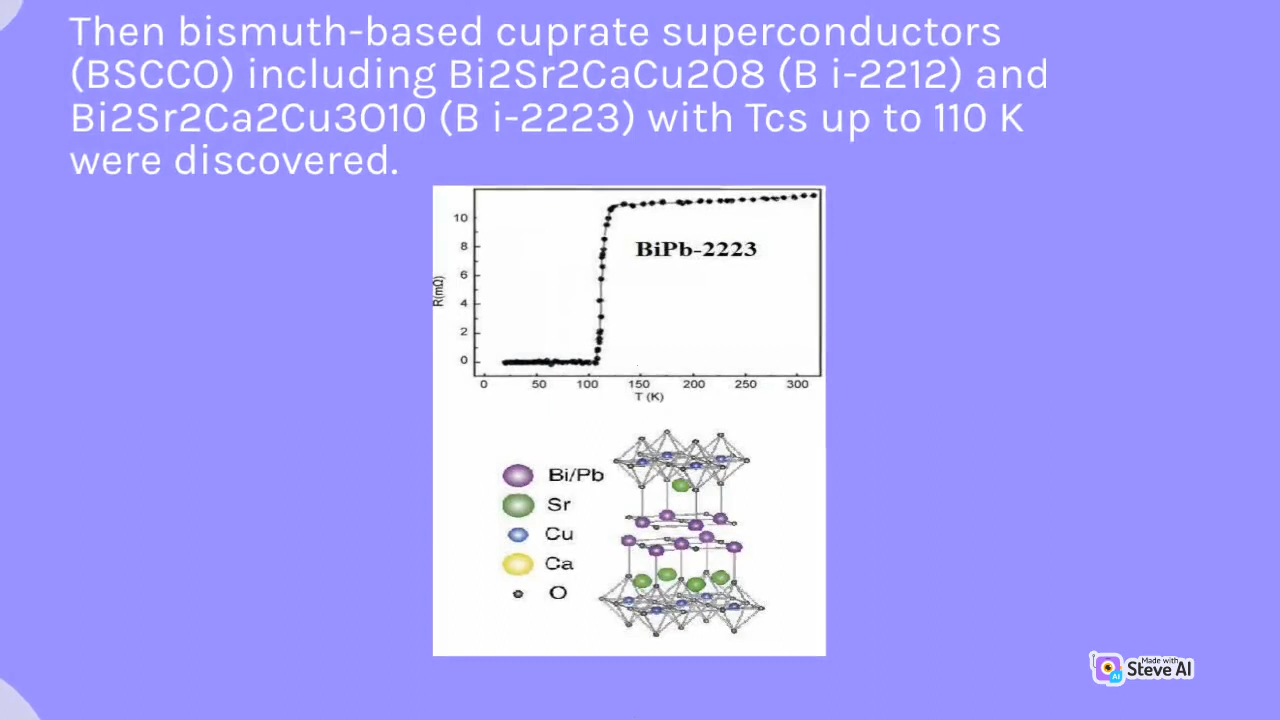 Then bismuth-based cuprate superconductors
(BSCCO) including Bi2Sr2CaCu2O8 (B i-2212) and
Bi2Sr2Ca2Cu3O10 (B i-2223) with Tcs up to 110 K
were discovered.
10
8
6
4
2
0
R(mΩ)
BiPb-2223
0 50 100 150 200 250 300
T (K)
Bi/Pb
Sr
Cu
Ca
O
Made with
AI
Steve AI